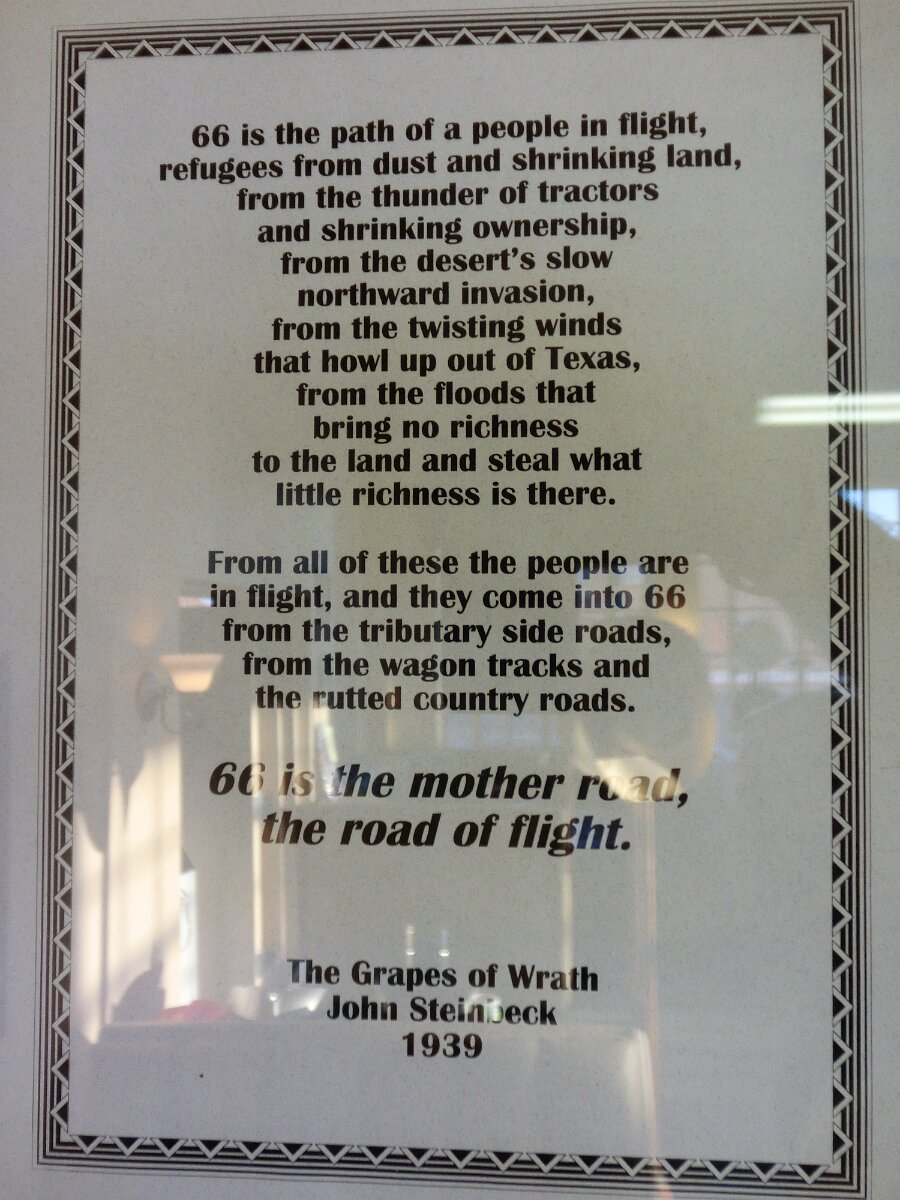 66 is the path of a people in flight,
refugees from dust and shrinking land,
from the thunder of tractors
and shrinking ownership,
from the desert's slow
northward invasion,
from the twisting winds
that howl up out of Texas,
from the floods that
bring no richness
to the land and steal what
little richness is there.
From all of these the people are
in flight, and they come into 66
from the tributary side roads,
from the wagon tracks and
the rutted country roads.
66 is the mother road,
the road of flight.
The Grapes of Wrath
John Steinbeck
1939